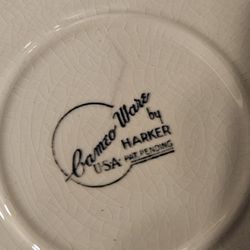 Cameo Ware
by
HARKER
USA PAT. PENDING